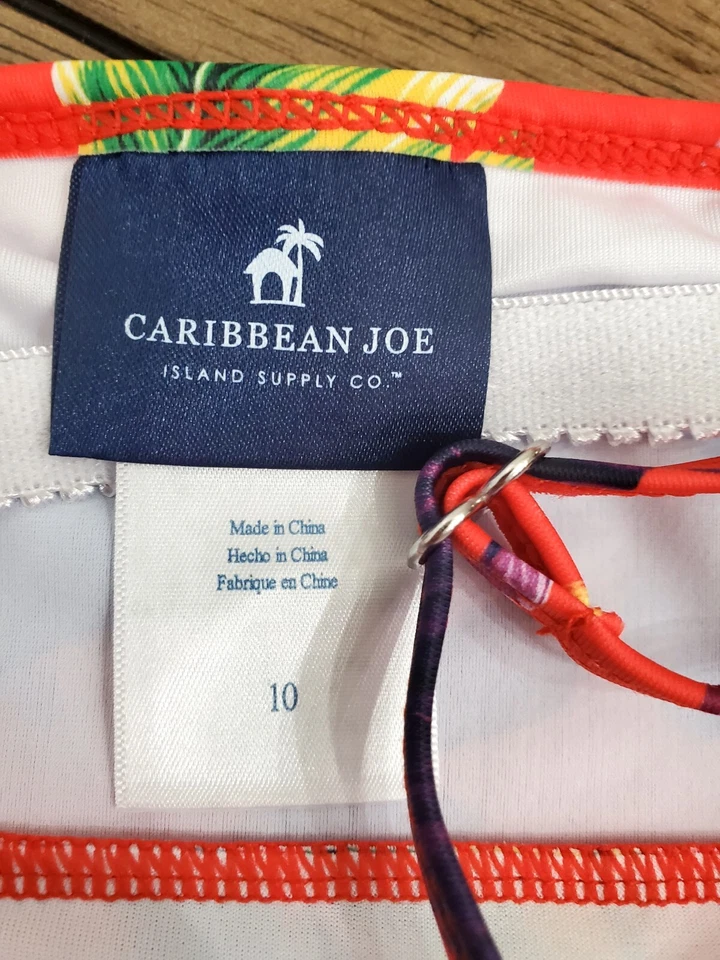 CARIBBEAN JOE
ISLAND SUPPLY CO.™
Made in China
Hecho in China
Fabrique en Chine
10